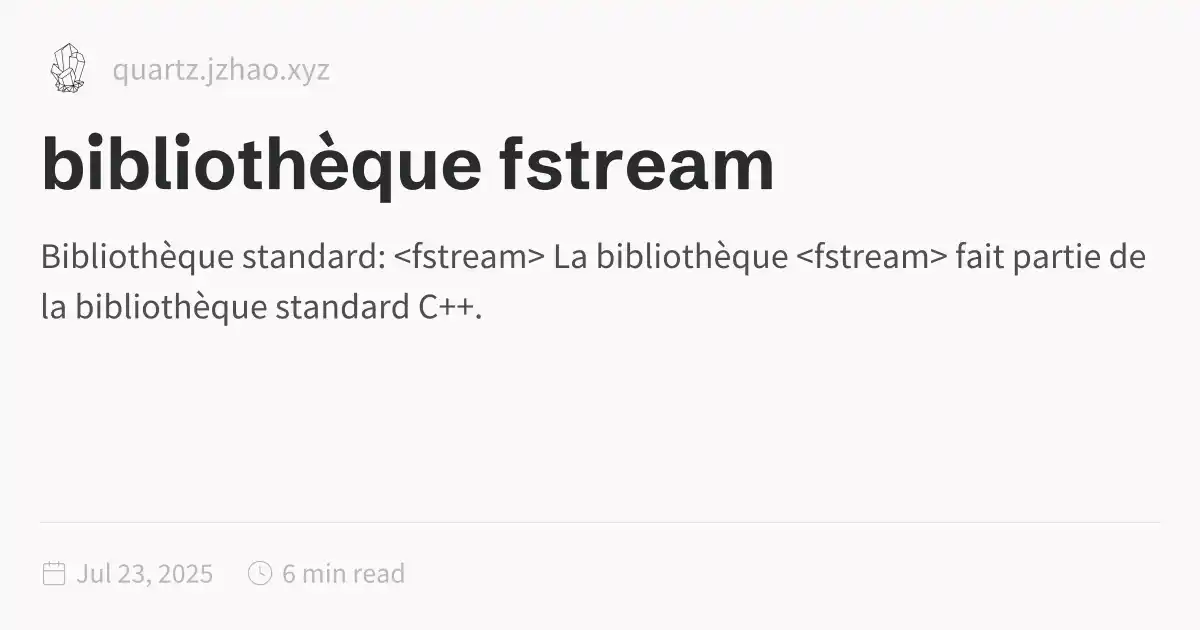 quartz.jzhao.xyz
bibliothèque fstream
Bibliothèque standard: <fstream> La bibliothèque <fstream> fait partie de
la bibliothèque standard C++.
Jul 23, 2025 6 min read